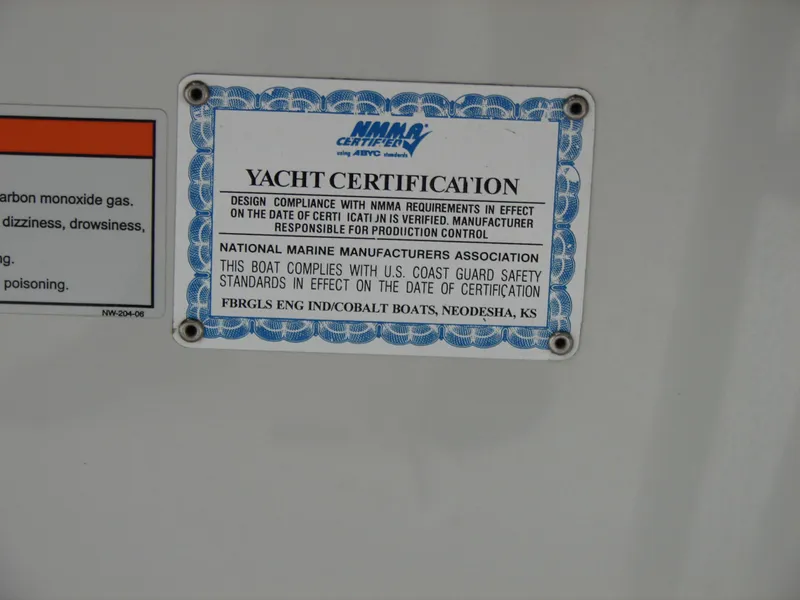 arbon monoxide gas.
dizziness, drowsiness,
ng.
poisoning.
NW-204-06
NMMA
CERTIFIED
using ABYC standards
YACHT CERTIFICATION
DESIGN COMPLIANCE WITH NMMA REQUIREMENTS IN EFFECT
ON THE DATE OF CERTI ICATI N IS VERIFIED. MANUFACTURER
RESPONSIBLE FOR PRODUCTION CONTROL
NATIONAL MARINE MANUFACTURERS ASSOCIATION
THIS BOAT COMPLIES WITH U.S. COAST GUARD SAFETY
STANDARDS IN EFFECT ON THE DATE OF CERTIFICATION
FBRGLS ENG IND/COBALT BOATS, NEODESHA, KS